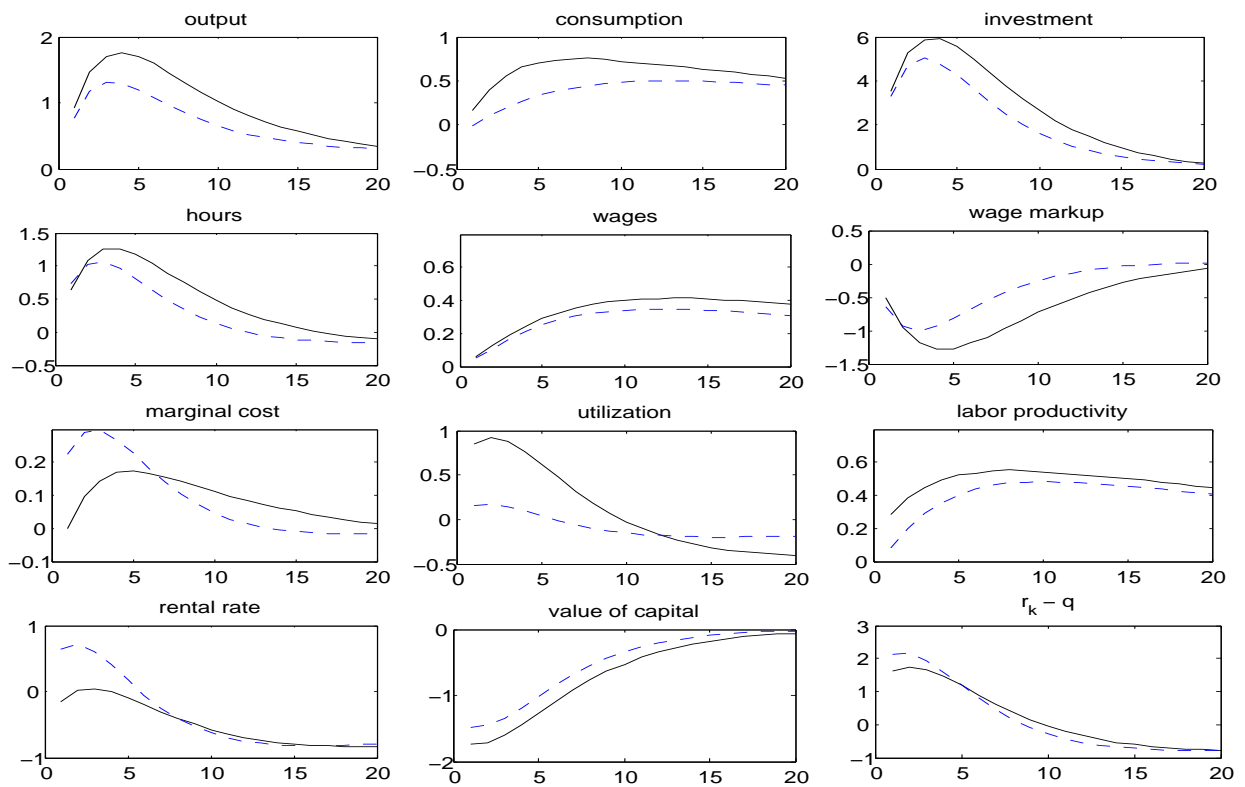 output
2
1
0
0 5 10 15 20
consumption
1
0.5
0
−0.5
0 5 10 15 20
investment
6
4
2
0
0 5 10 15 20
hours
1.5
1
0.5
0
−0.5
0 5 10 15 20
wages
0.6
0.4
0.2
0
0 5 10 15 20
wage markup
0.5
0
−0.5
−1
−1.5
0 5 10 15 20
marginal cost
0.2
0.1
0
−0.1
0 5 10 15 20
utilization
1
0.5
0
−0.5
0 5 10 15 20
labor productivity
0.6
0.4
0.2
0
0 5 10 15 20
rental rate
1
0
−1
0 5 10 15 20
value of capital
0
−1
−2
0 5 10 15 20
r_k − q
3
2
1
0
−1
0 5 10 15 20